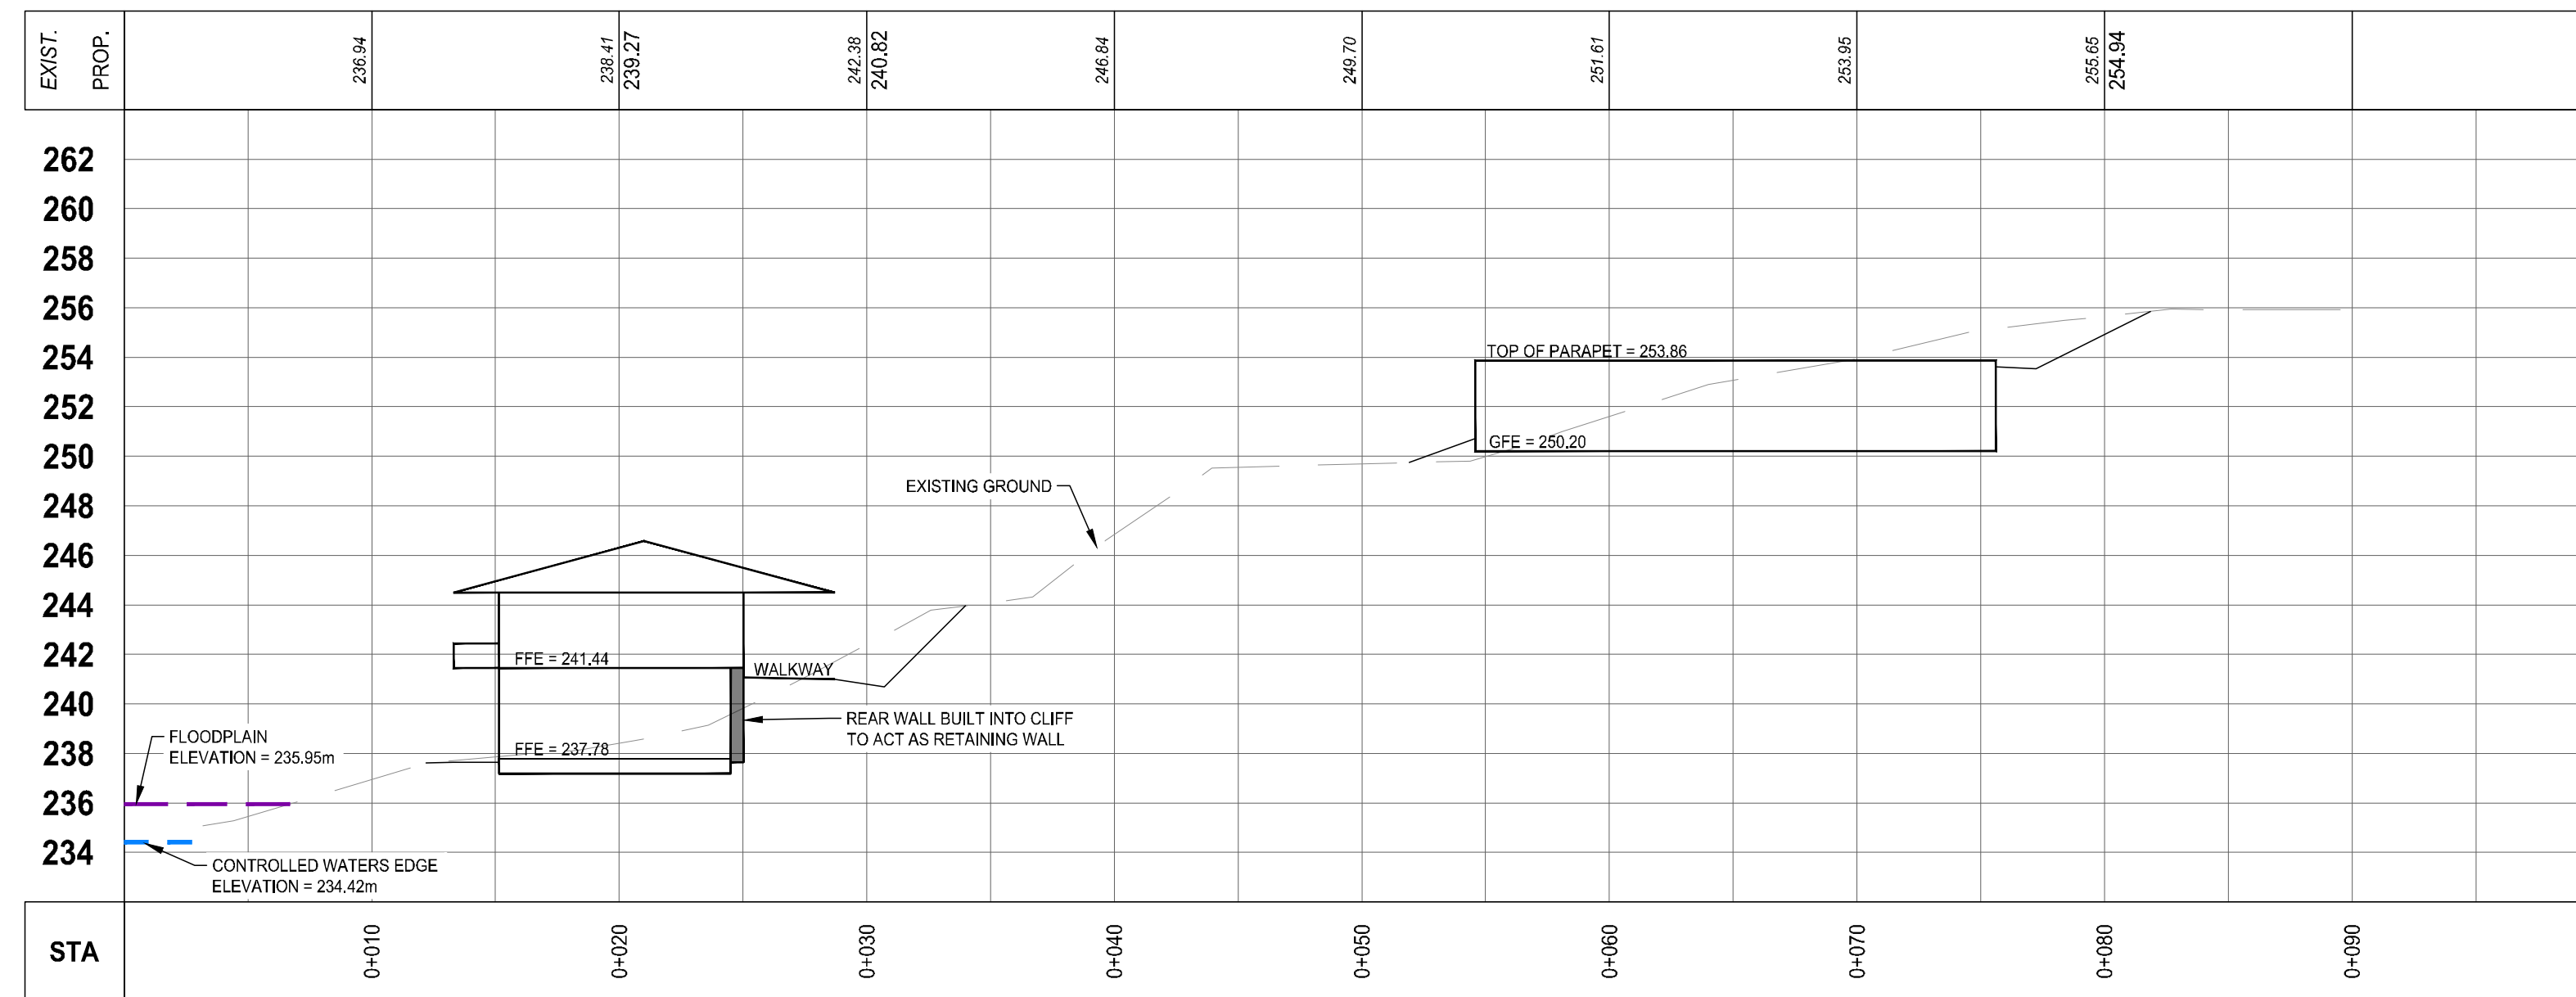 EXIST.
PROP.
236.94
238.41
239.27
242.38
240.82
246.84
249.70
251.61
253.95
255.65
254.94
262
260
258
256
254
252
250
248
246
244
242
240
238
236
234
TOP OF PARAPET = 253.86
GFE = 250.20
EXISTING GROUND
FFE = 241.44
WALKWAY
REAR WALL BUILT INTO CLIFF
TO ACT AS RETAINING WALL
FFE = 237.78
FLOODPLAIN
ELEVATION = 235.95m
CONTROLLED WATERS EDGE
ELEVATION = 234.42m
STA
0+010
0+020
0+030
0+040
0+050
0+060
0+070
0+080
0+090